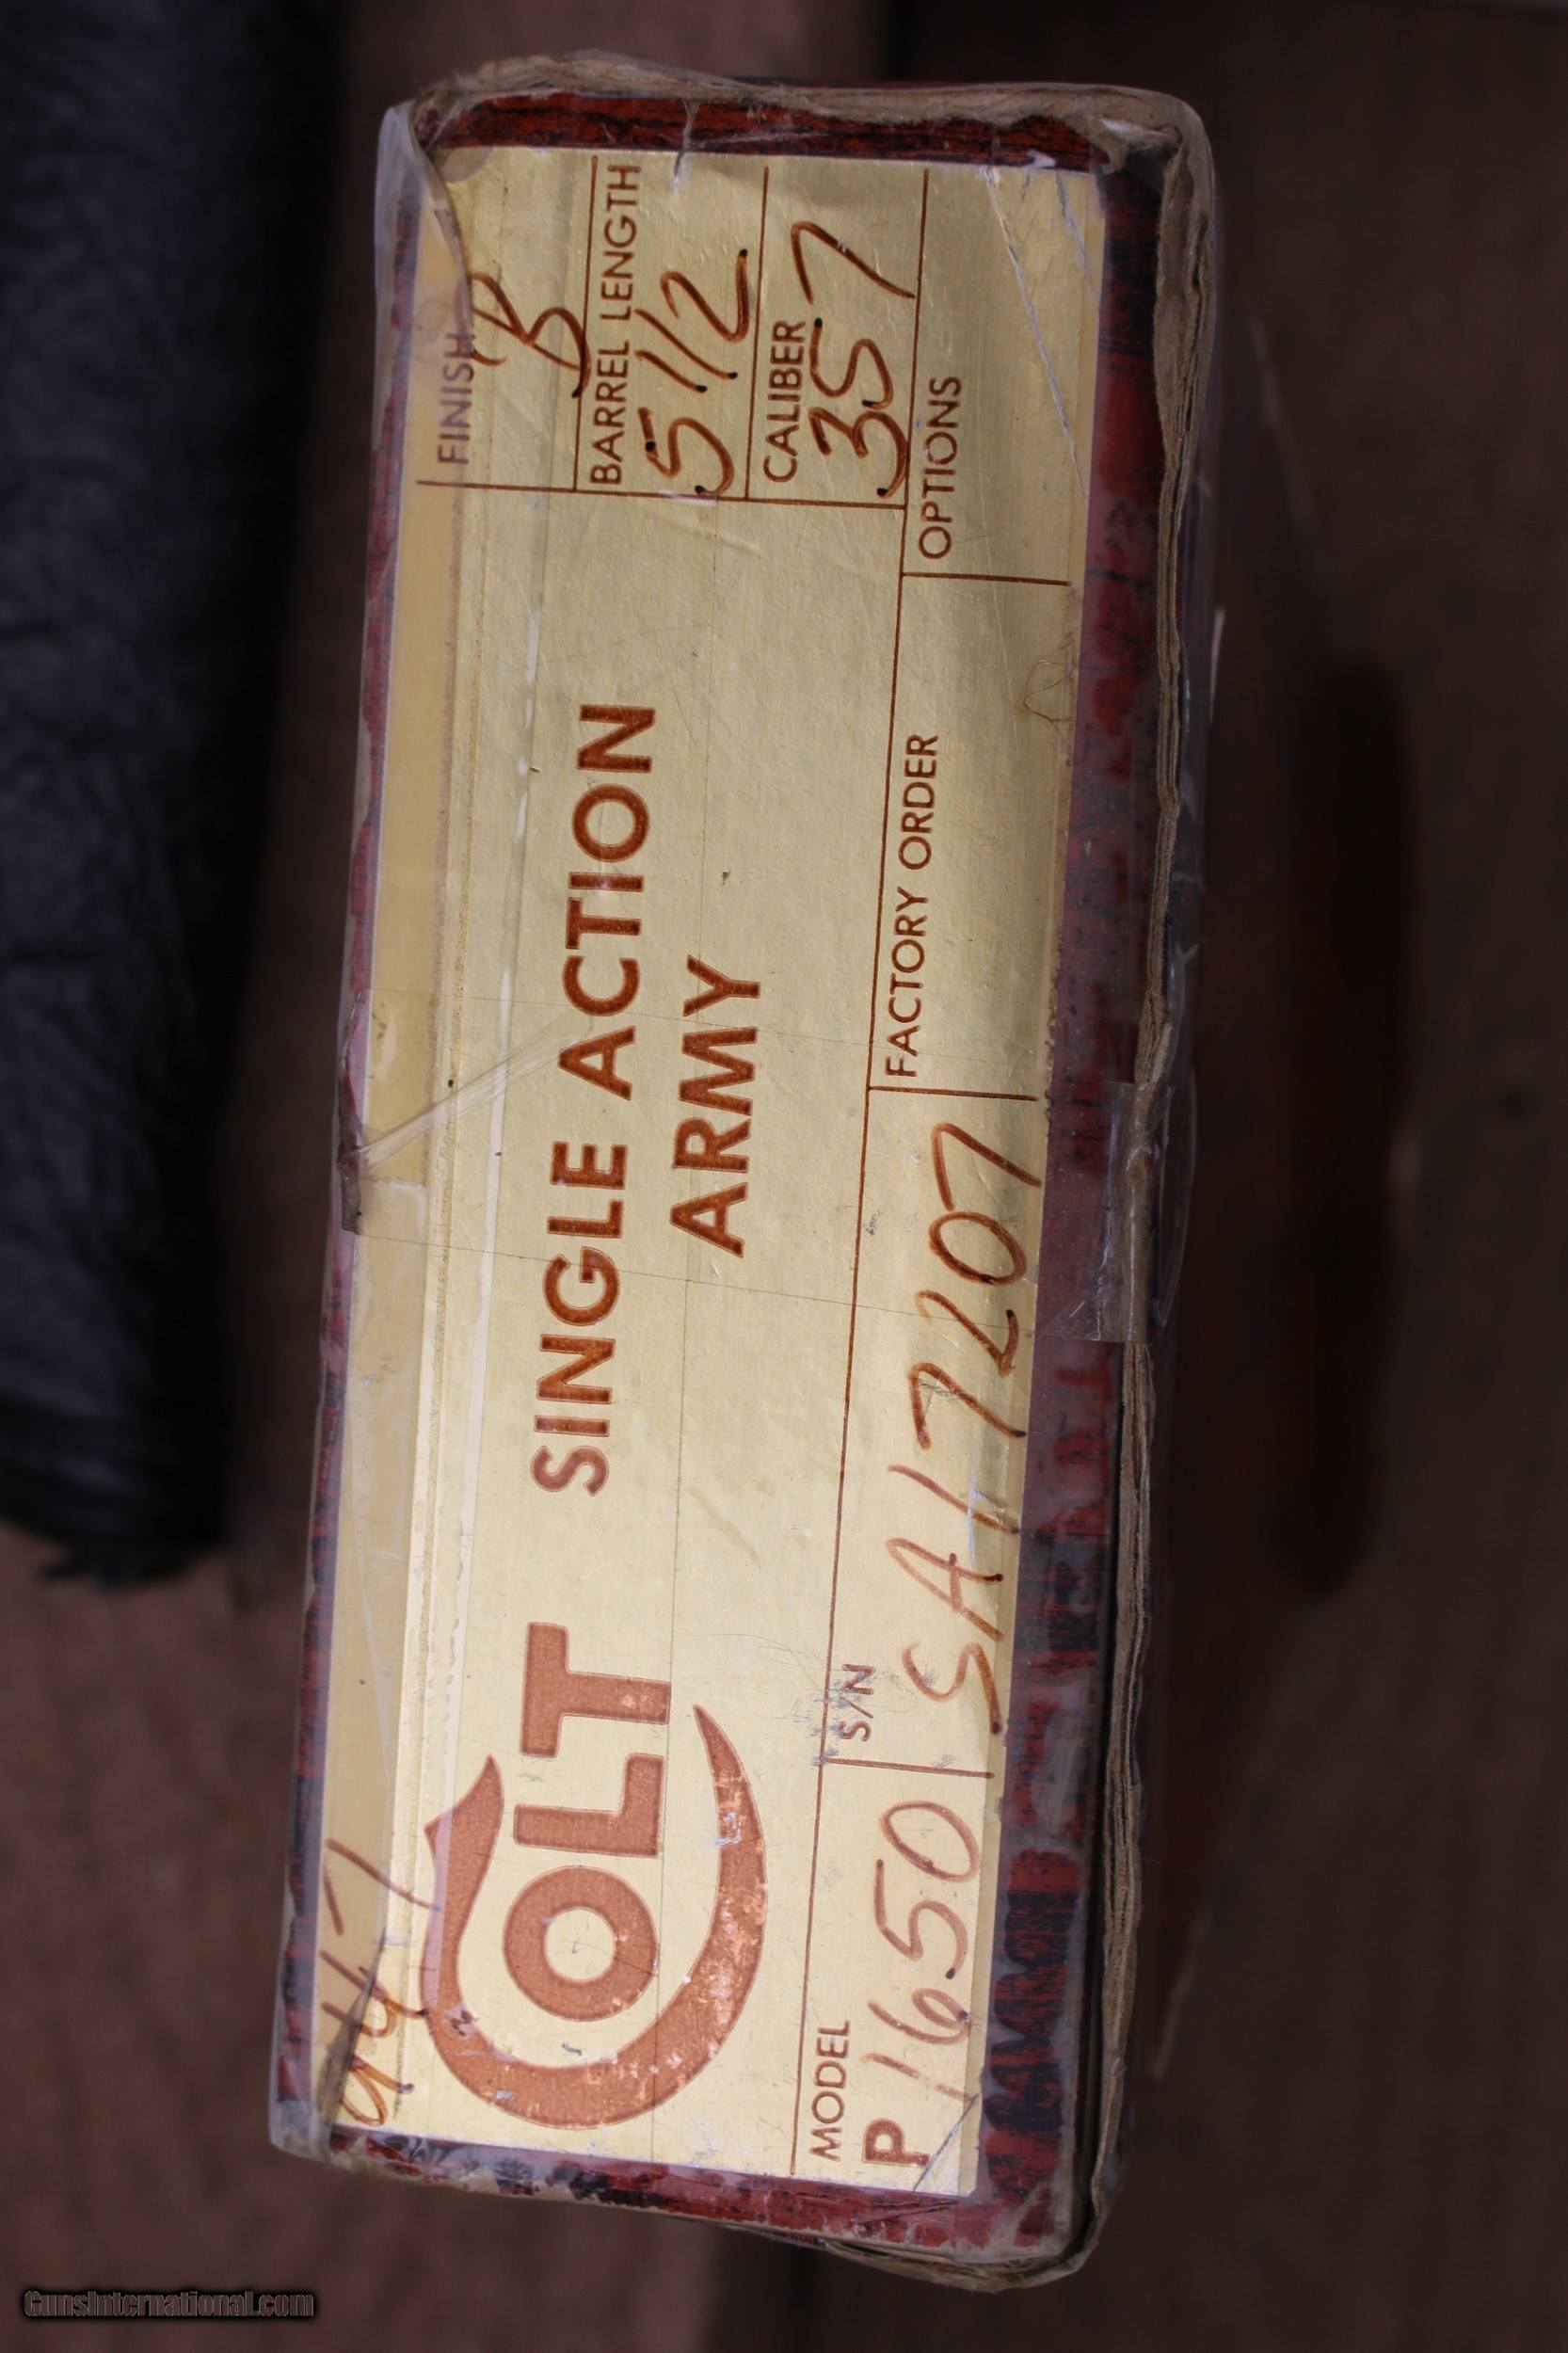 COLT
SINGLE ACTION
ARMY
FINISH
B
BARREL LENGTH
5 1/2
CALIBER
357
MODEL
P 1650
S/N
SA17207
FACTORY ORDER
OPTIONS
GunsInternational.com